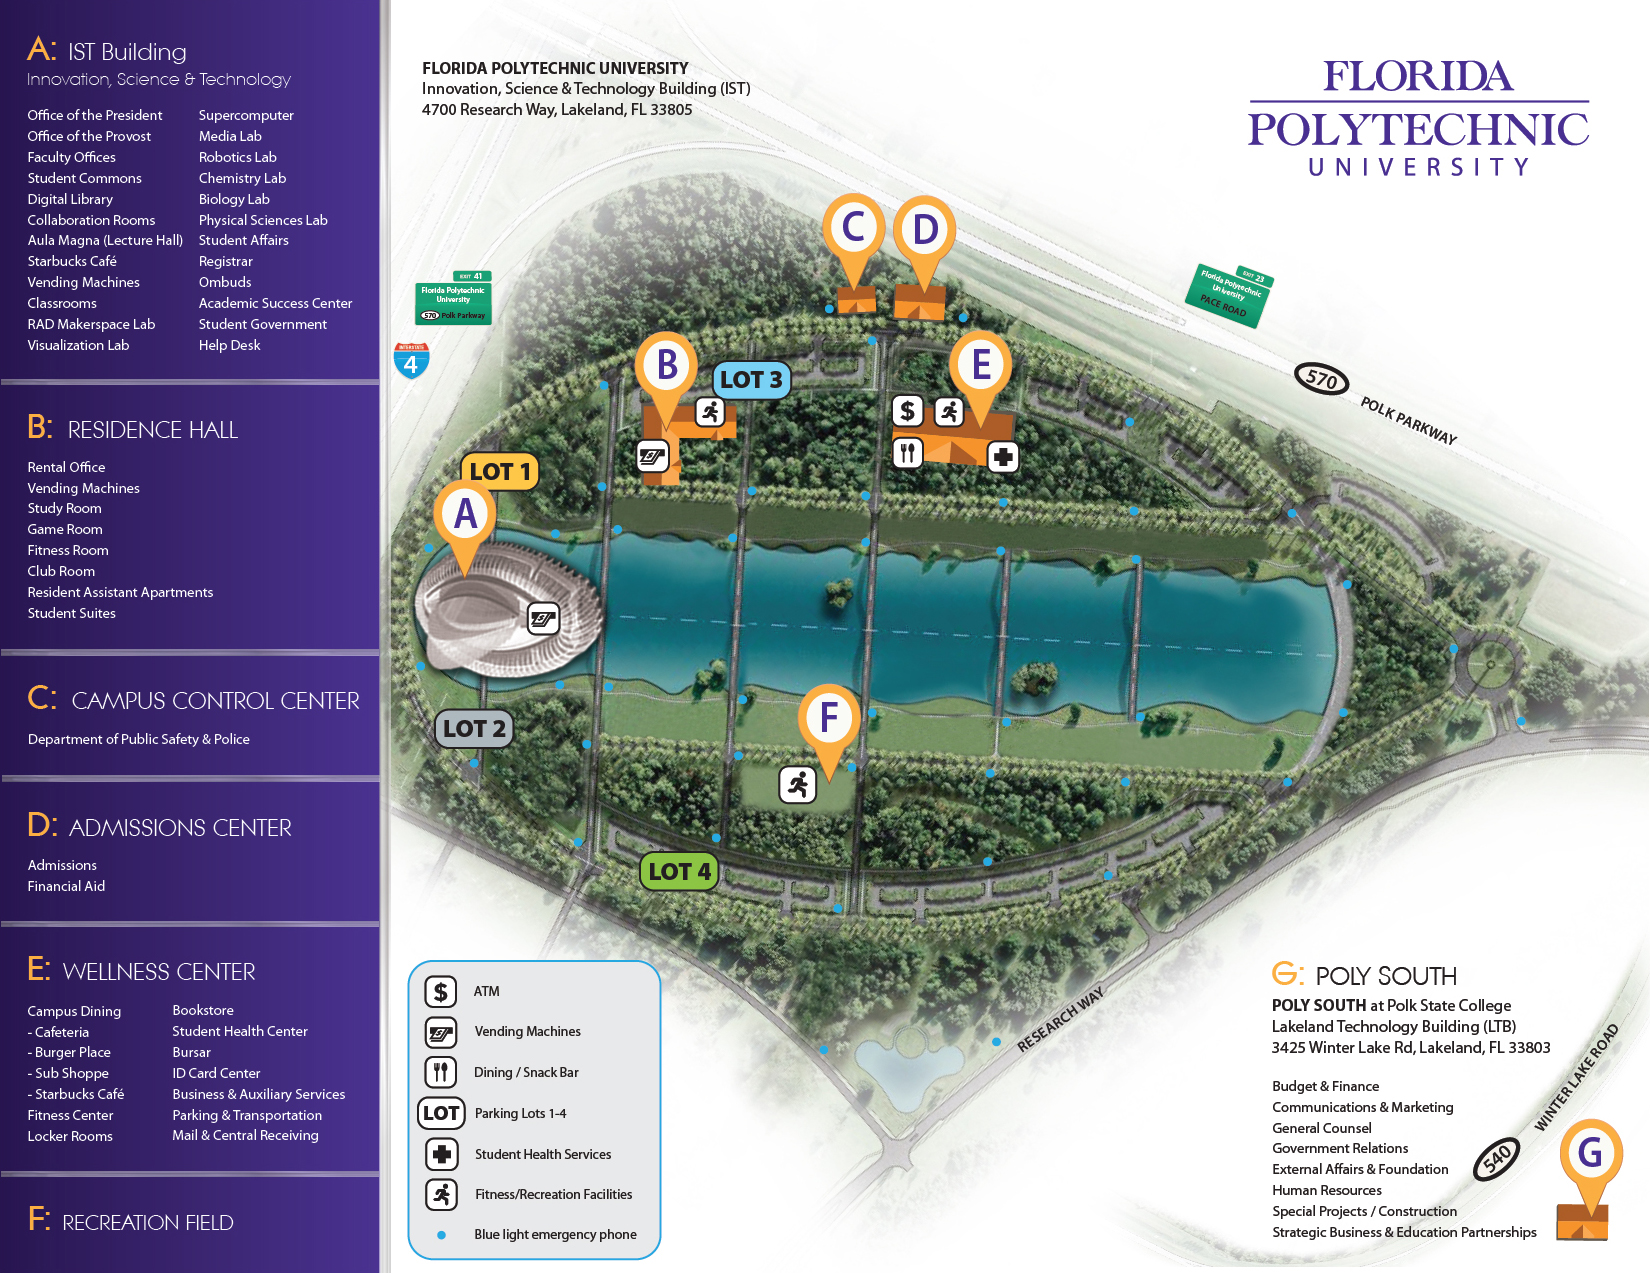 A: IST Building
Innovation, Science & Technology
Office of the President
Office of the Provost
Faculty Offices
Student Commons
Digital Library
Collaboration Rooms
Aula Magna (Lecture Hall)
Starbucks Café
Vending Machines
Classrooms
RAD Makerspace Lab
Visualization Lab
Supercomputer
Media Lab
Robotics Lab
Chemistry Lab
Biology Lab
Physical Sciences Lab
Student Affairs
Registrar
Ombuds
Academic Success Center
Student Government
Help Desk
B: RESIDENCE HALL
Rental Office
Vending Machines
Study Room
Game Room
Fitness Room
Club Room
Resident Assistant Apartments
Student Suites
C: CAMPUS CONTROL CENTER
Department of Public Safety & Police
D: ADMISSIONS CENTER
Admissions
Financial Aid
E: WELLNESS CENTER
Campus Dining
- Cafeteria
- Burger Place
- Sub Shoppe
- Starbucks Café
Fitness Center
Locker Rooms
Bookstore
Student Health Center
Bursar
ID Card Center
Business & Auxiliary Services
Parking & Transportation
Mail & Central Receiving
F: RECREATION FIELD
FLORIDA POLYTECHNIC UNIVERSITY
Innovation, Science & Technology Building (IST)
4700 Research Way, Lakeland, FL 33805
FLORIDA
POLYTECHNIC
UNIVERSITY
C
D
EXIT 41
Florida Polytechnic
University
570 Polk Parkway
EXIT 23
Florida Polytechnic
University
PACE ROAD
INTERSTATE
4
B
LOT 3
E
$
570
POLK PARKWAY
LOT 1
A
LOT 2
F
LOT 4
RESEARCH WAY
$ ATM
Vending Machines
Dining / Snack Bar
LOT Parking Lots 1-4
Student Health Services
Fitness/Recreation Facilities
Blue light emergency phone
G: POLY SOUTH
POLY SOUTH at Polk State College
Lakeland Technology Building (LTB)
3425 Winter Lake Rd, Lakeland, FL 33803
Budget & Finance
Communications & Marketing
General Counsel
Government Relations
External Affairs & Foundation
Human Resources
Special Projects / Construction
Strategic Business & Education Partnerships
WINTER LAKE ROAD
540
G